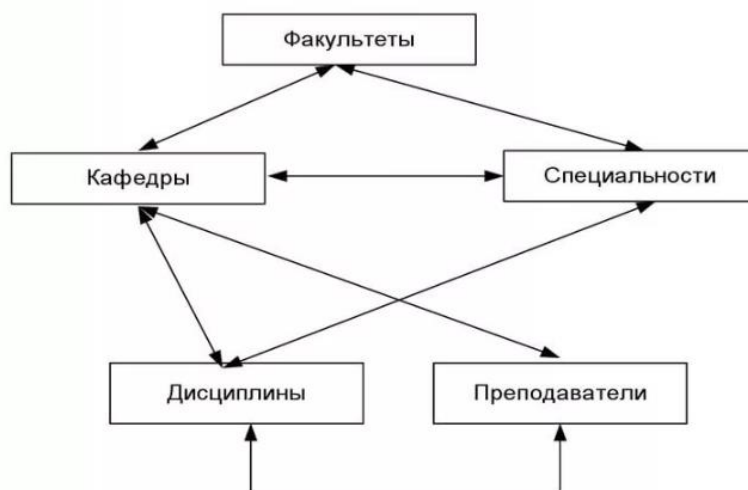 Факультеты
Кафедры
Специальности
Дисциплины
Преподаватели